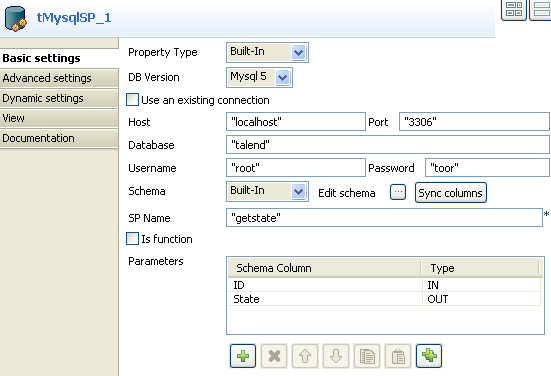 tMysqlSP_1
Basic settings
Advanced settings
Dynamic settings
View
Documentation
Property Type Built-In
DB Version Mysql 5
Use an existing connection
Host "localhost" Port "3306"
Database "talend"
Username "root" Password "toor"
Schema Built-In Edit schema ... Sync columns
SP Name "getstate" *
Is function
Parameters
Schema Column Type
ID IN
State OUT